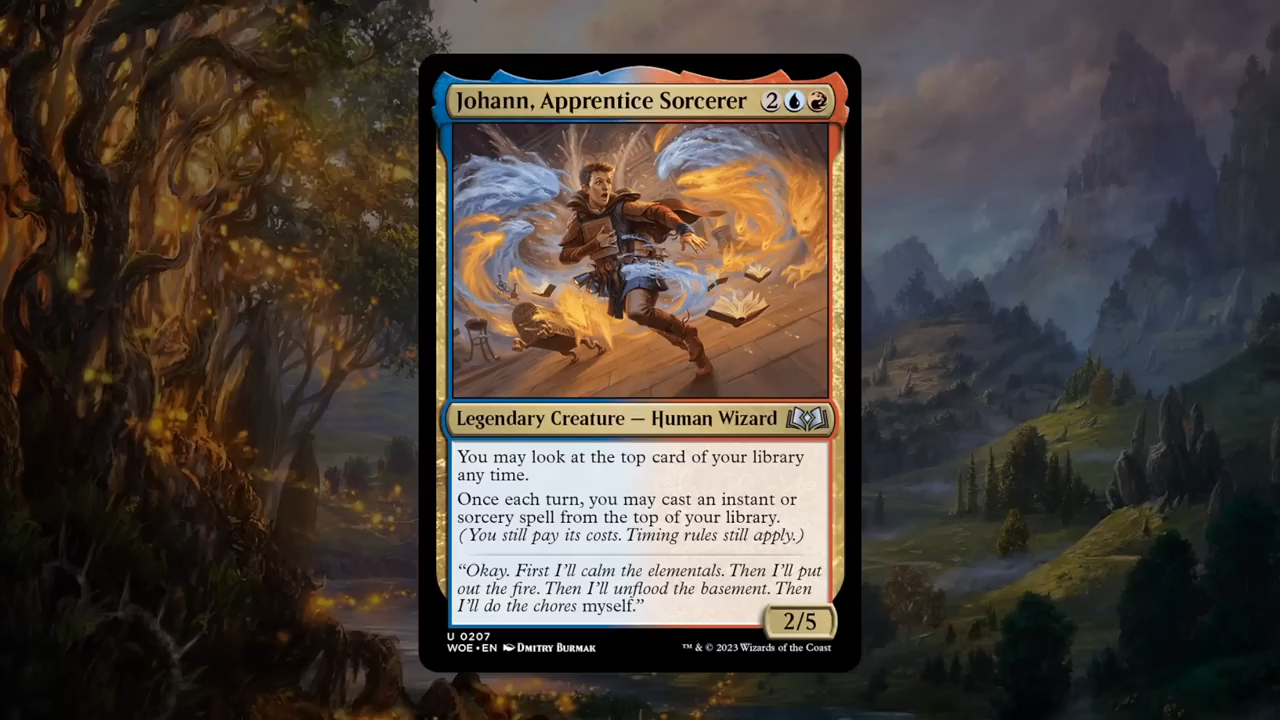 Johann, Apprentice Sorcerer 2
Legendary Creature — Human Wizard
You may look at the top card of your library
any time.
Once each turn, you may cast an instant or
sorcery spell from the top of your library.
(You still pay its costs. Timing rules still apply.)
“Okay. First I’ll calm the elementals. Then I’ll put
out the fire. Then I’ll unflood the basement. Then
I’ll do the chores myself.”
2/5
U 0207
WOE • EN Dmitry Burmak
™ & © 2023 Wizards of the Coast